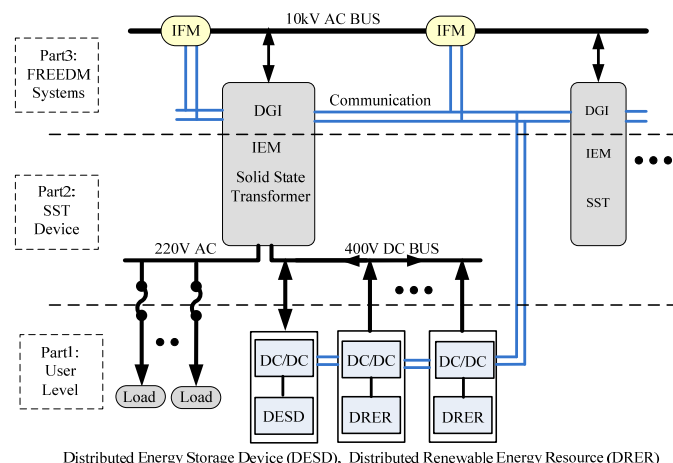 10kV AC BUS
IFM
IFM
Part3:
FREEDM
Systems
DGI
Communication
DGI
IEM
Solid State
Transformer
IEM
SST
Part2:
SST
Device
220V AC
400V DC BUS
Part1:
User
Level
DC/DC
DC/DC
DC/DC
Load
Load
DESD
DRER
DRER
Distributed Energy Storage Device (DESD), Distributed Renewable Energy Resource (DRER)